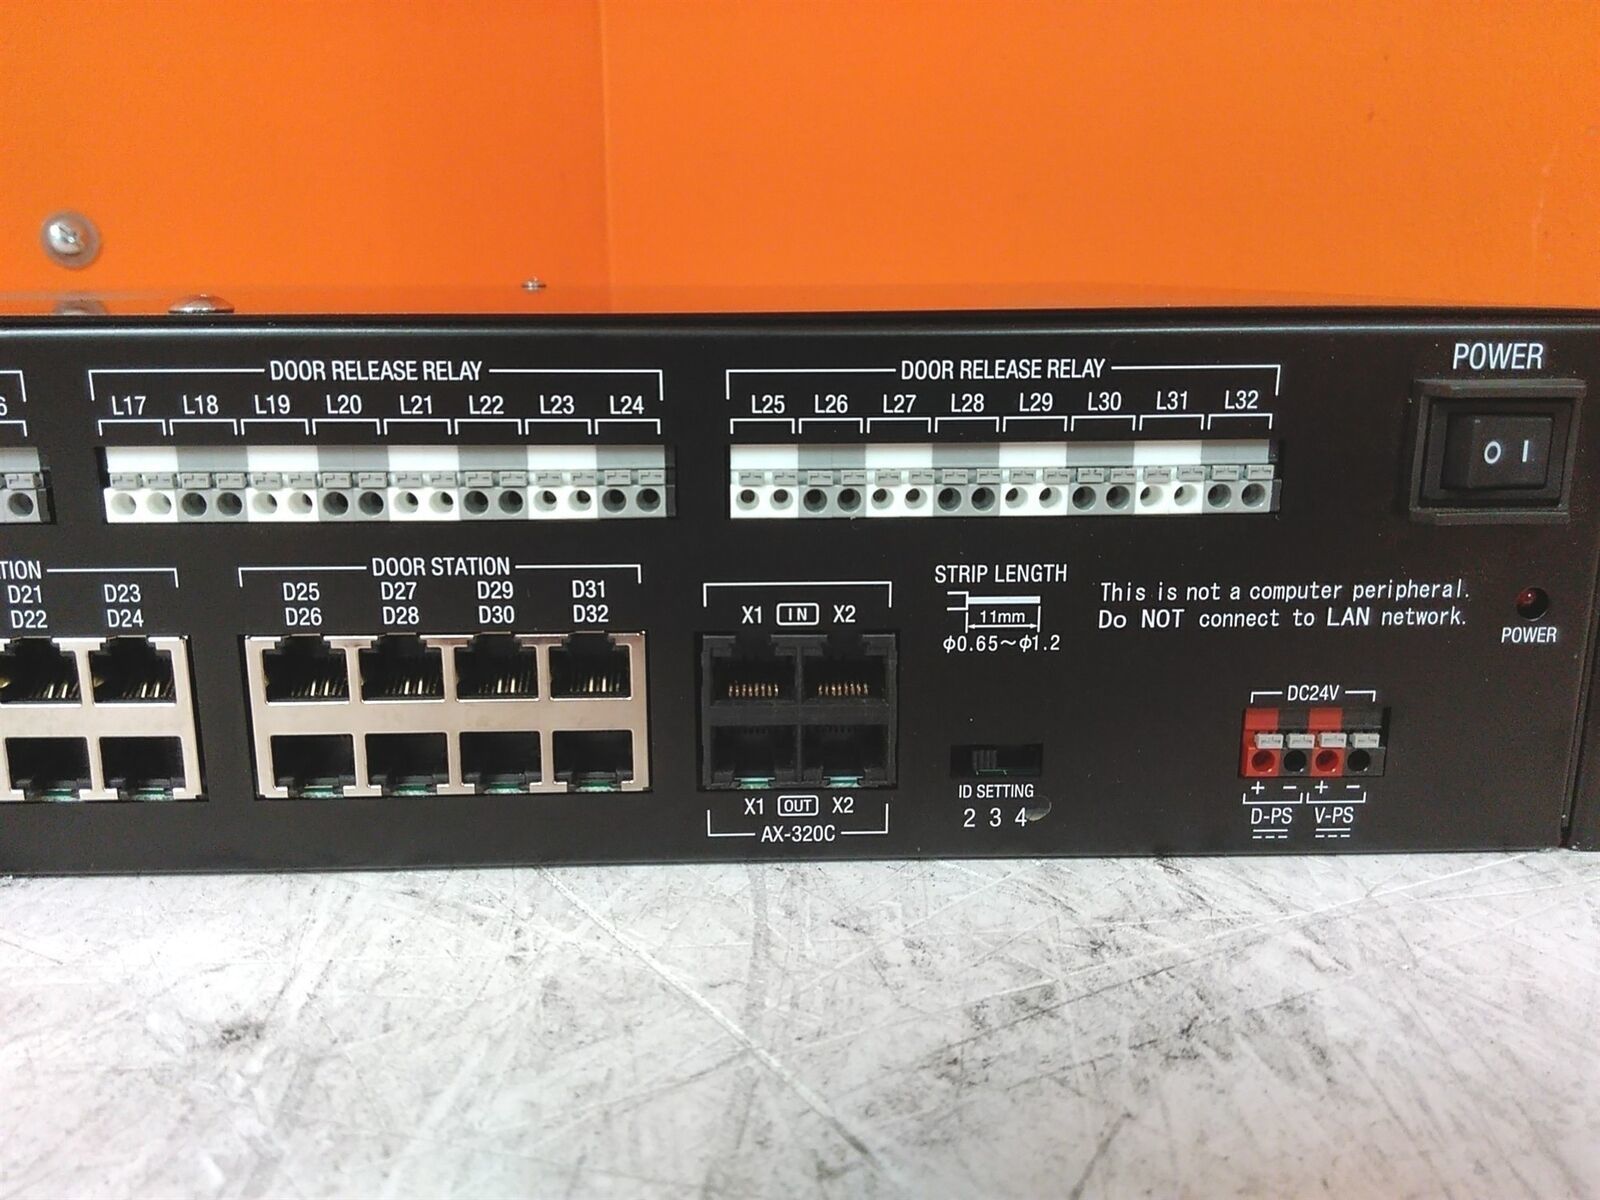 DOOR RELEASE RELAY
DOOR RELEASE RELAY
POWER
6
L17 L18 L19 L20 L21 L22 L23 L24
L25 L26 L27 L28 L29 L30 L31 L32
O I
TION
D21
D22
D23
D24
DOOR STATION
D25 D27 D29 D31
D26 D28 D30 D32
X1 IN X2
X1 OUT X2
AX-320C
STRIP LENGTH
11mm
φ0.65~φ1.2
This is not a computer peripheral.
Do NOT connect to LAN network.
POWER
ID SETTING
2 3 4
DC24V
+ - + -
D-PS V-PS